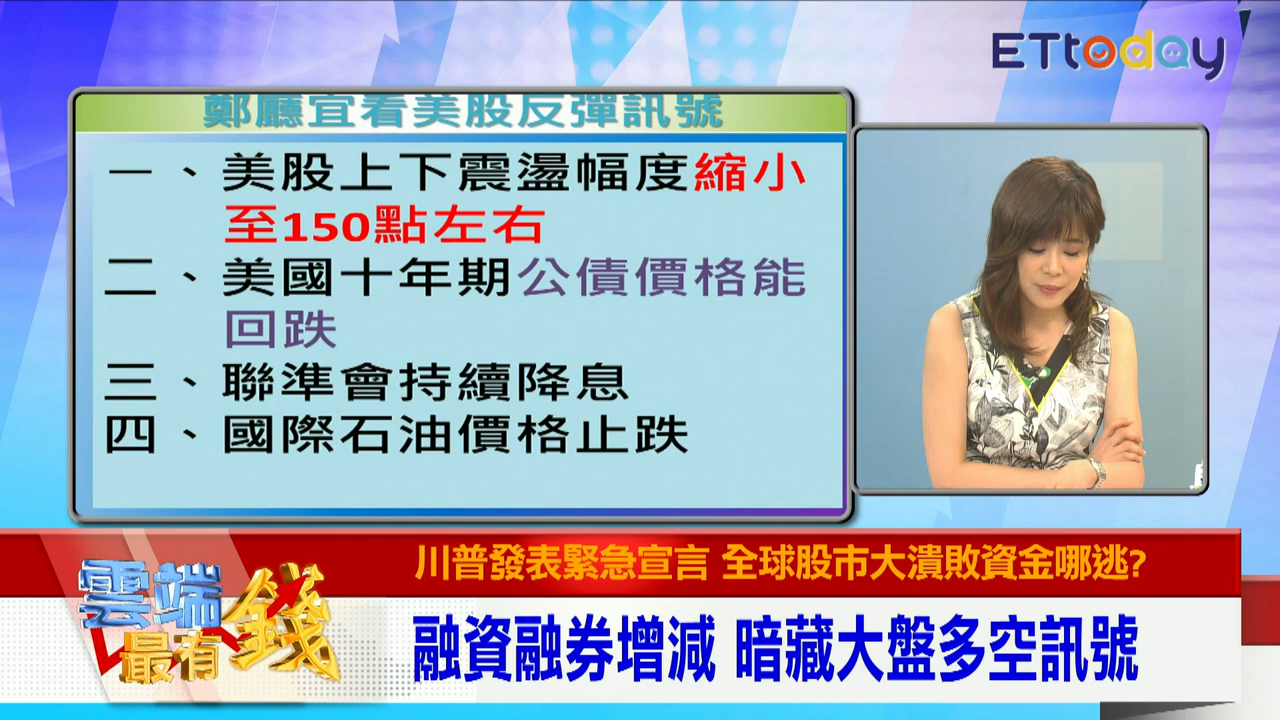 ETtoday
鄭廳宜看美股反彈訊號
一、美股上下震盪幅度縮小
至150點左右
二、美國十年期公債價格能
回跌
三、聯準會持續降息
四、國際石油價格止跌
川普發表緊急宣言 全球股市大潰敗資金哪逃?
雲端最有錢
融資融券增減 暗藏大盤多空訊號